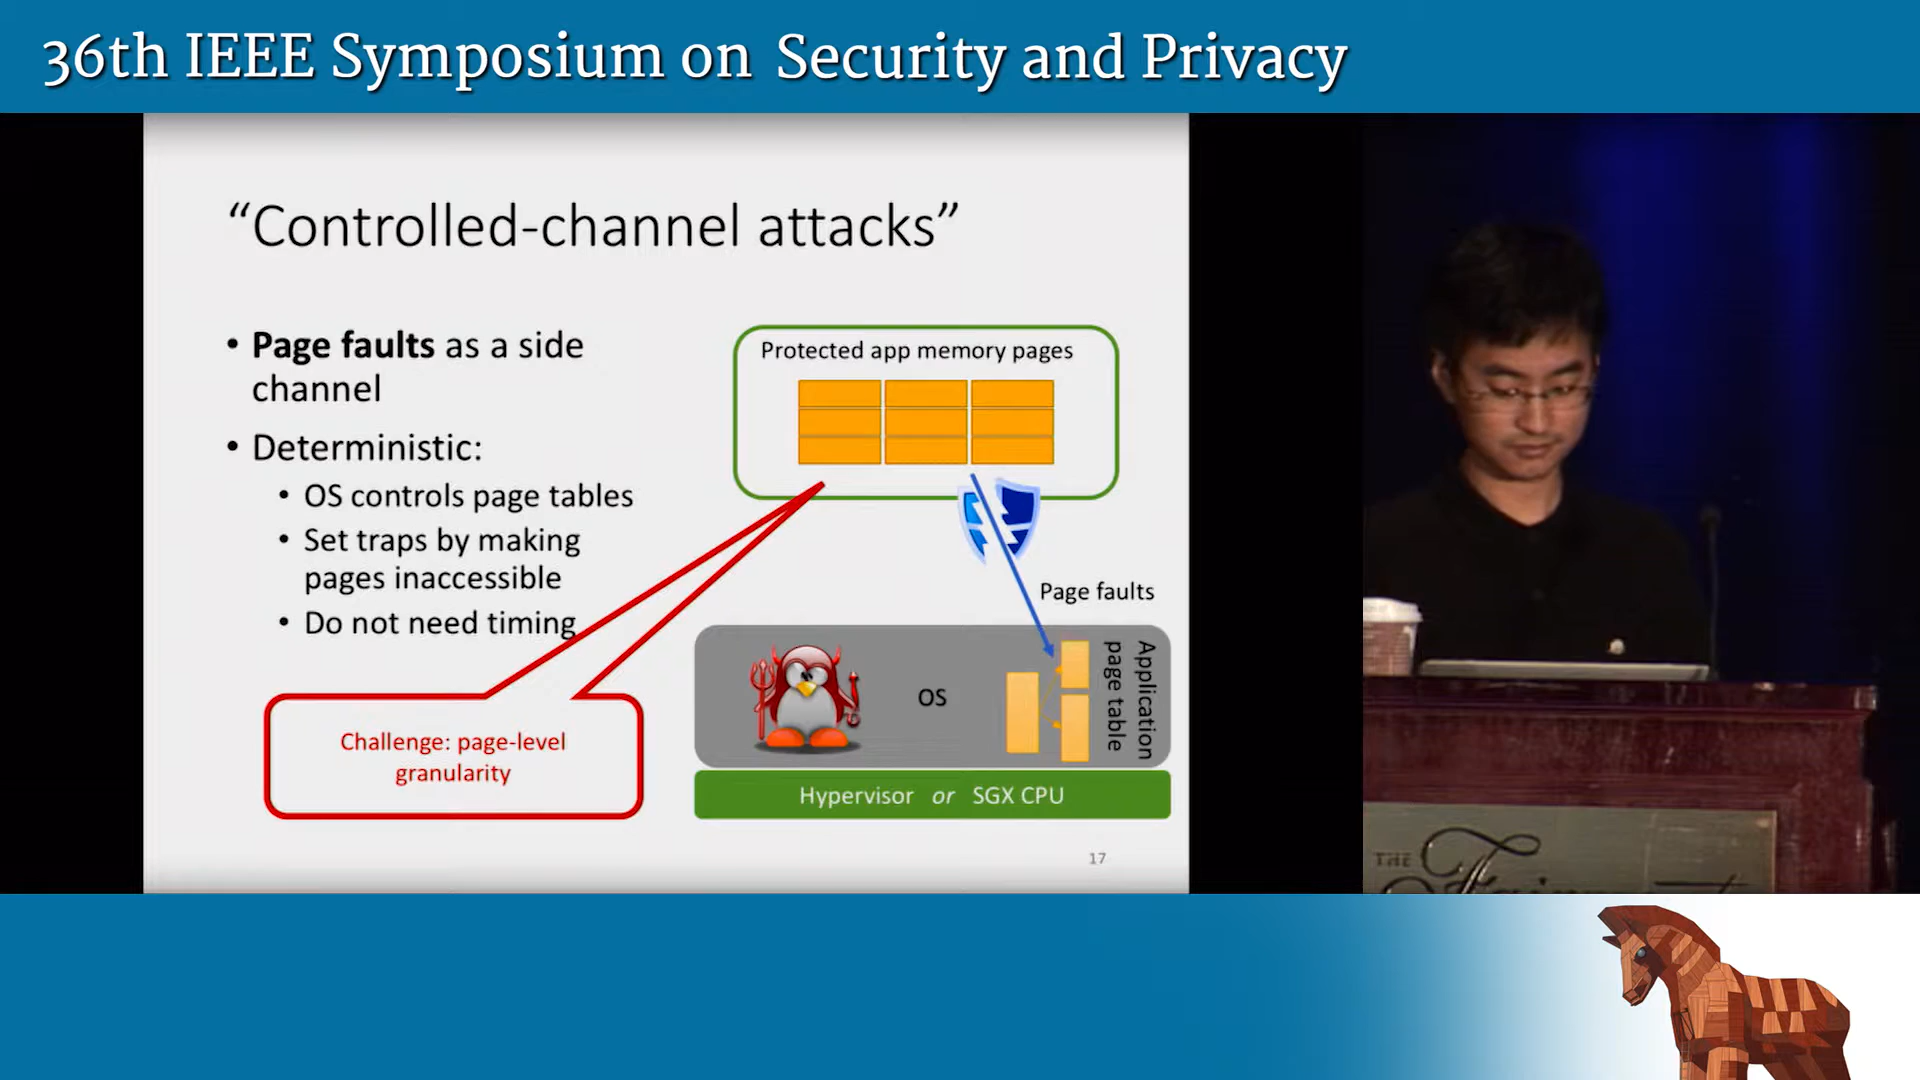 36th IEEE Symposium on Security and Privacy
“Controlled-channel attacks”
• Page faults as a side
channel
• Deterministic:
• OS controls page tables
• Set traps by making
pages inaccessible
• Do not need timing
Challenge: page-level
granularity
Protected app memory pages
Page faults
OS
Application
page table
Hypervisor or SGX CPU
17
THE